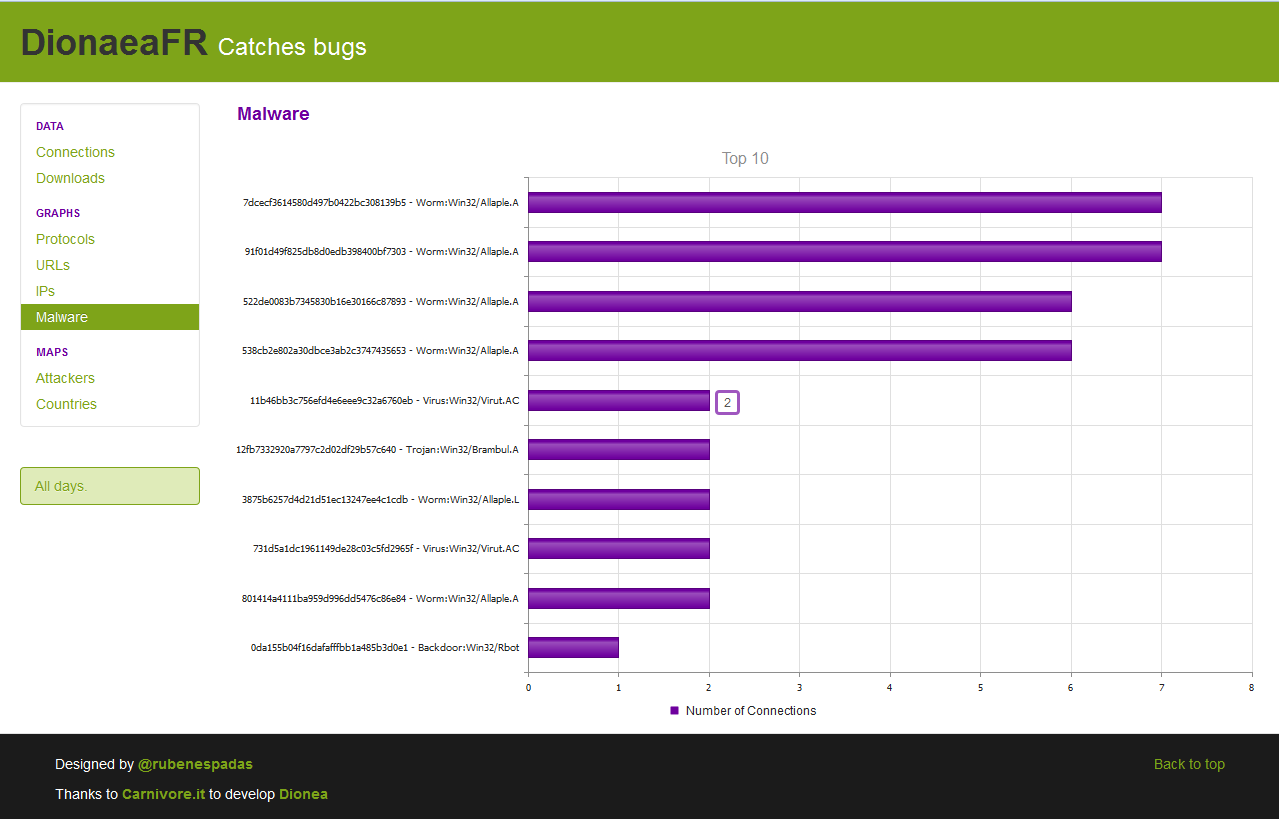 DionaeaFR Catches bugs
DATA
Connections
Downloads
GRAPHS
Protocols
URLs
IPs
Malware
MAPS
Attackers
Countries
All days.
Malware
Top 10
7dcecf3614580d497b0422bc308139b5 - Worm:Win32/Allaple.A
91f01d49f825db8d0edb398400bf7303 - Worm:Win32/Allaple.A
522de0083b7345830b16e30166c87893 - Worm:Win32/Allaple.A
538cb2e802a30dbce3ab2c3747435653 - Worm:Win32/Allaple.A
11b46bb3c756efd4e6eee9c32a6760eb - Virus:Win32/Virut.AC
2
12fb7332920a7797c2d02df29b57c640 - Trojan:Win32/Brambul.A
3875b6257d4d21d51ec13247ee4c1cdb - Worm:Win32/Allaple.L
731d5a1dc1961149de28c03c5fd2965f - Virus:Win32/Virut.AC
801414a4111ba959d996dd5476c86e84 - Worm:Win32/Allaple.A
0da155b04f16dafafffbb1a485b3d0e1 - Backdoor:Win32/Rbot
0 1 2 3 4 5 6 7 8
Number of Connections
Designed by @rubenespadas
Back to top
Thanks to Carnivore.it to develop Dionea